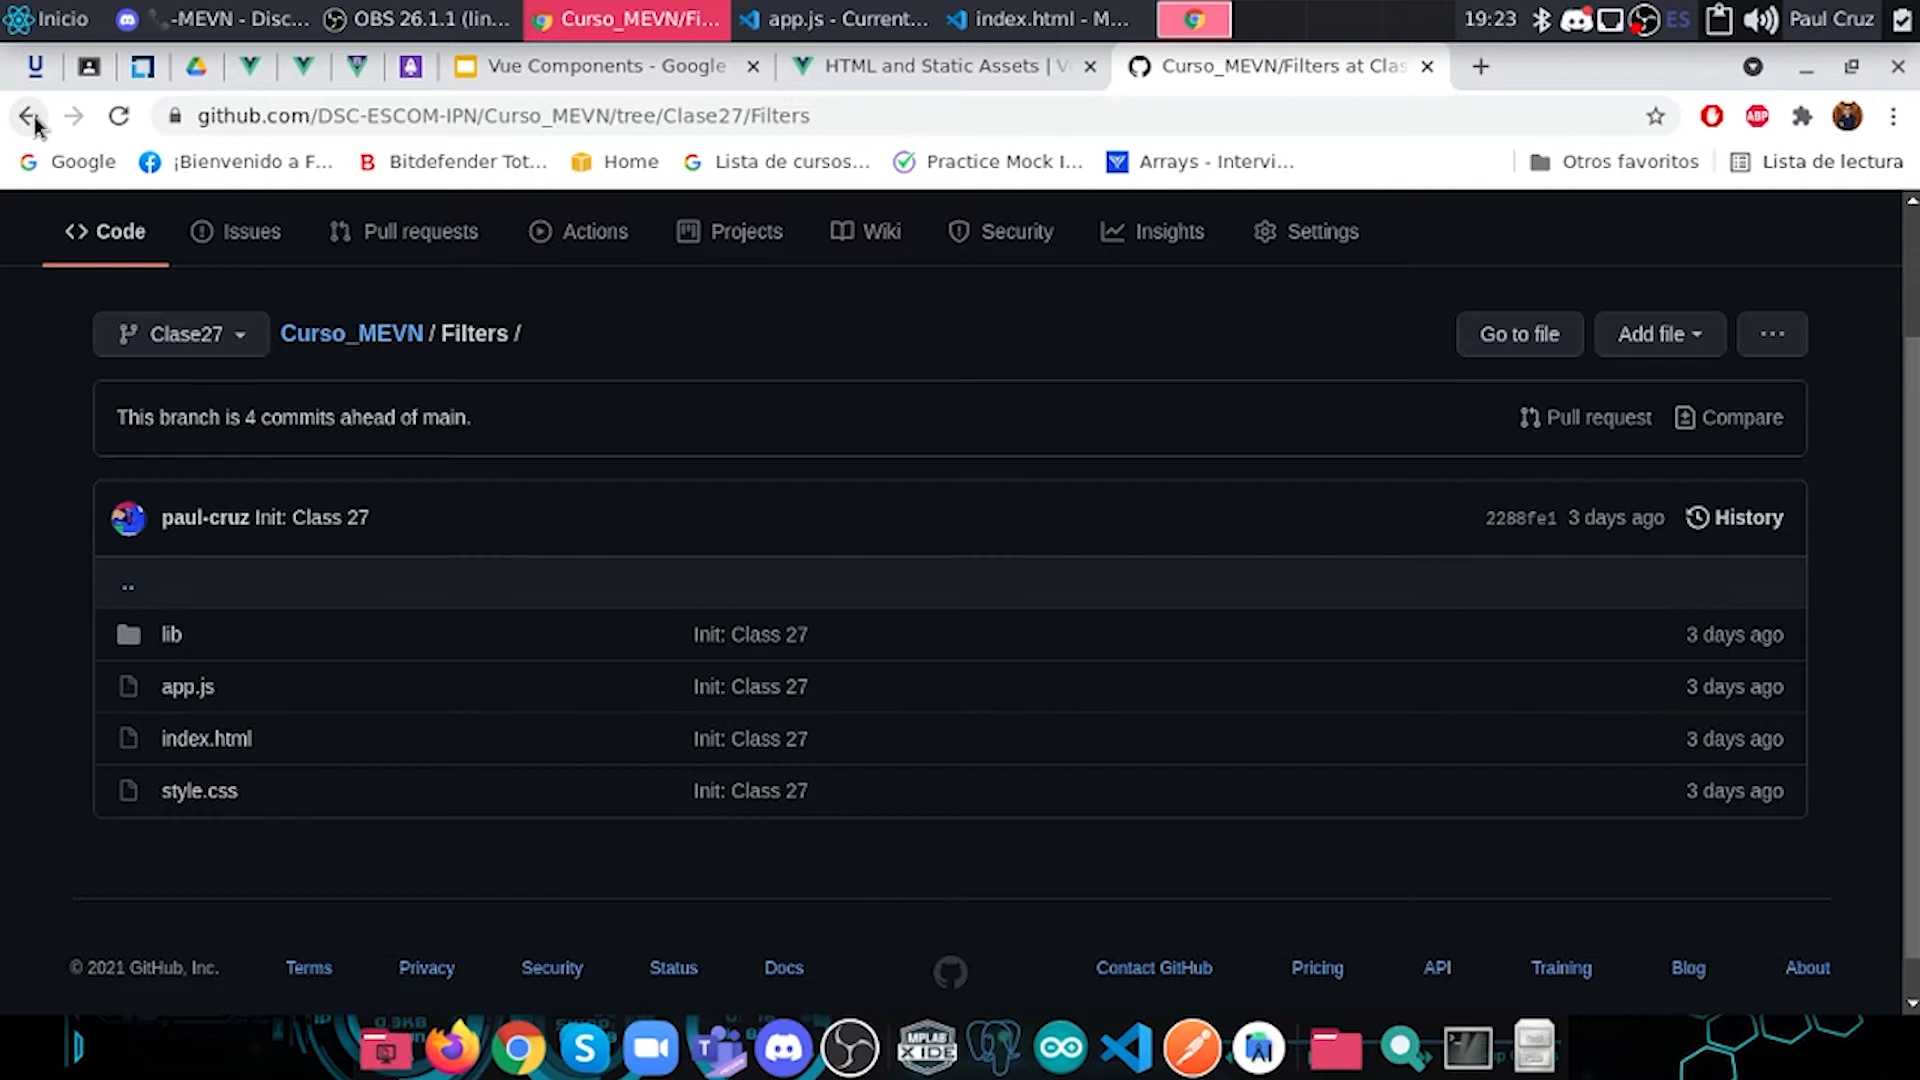 Inicio -MEVN - Disc... OBS 26.1.1 (lin... Curso_MEVN/Fi... app.js - Current... index.html - M... 19:23 ES Paul Cruz
Vue Components - Google HTML and Static Assets | V Curso_MEVN/Filters at Clas
github.com/DSC-ESCOM-IPN/Curso_MEVN/tree/Clase27/Filters ABP
Google ¡Bienvenido a F... Bitdefender Tot... Home Lista de cursos... Practice Mock I... Arrays - Intervi... Otros favoritos Lista de lectura
Code Issues Pull requests Actions Projects Wiki Security Insights Settings
Clase27 Curso_MEVN / Filters / Go to file Add file ...
This branch is 4 commits ahead of main. Pull request Compare
paul-cruz Init: Class 27 2288fe1 3 days ago History
..
lib Init: Class 27 3 days ago
app.js Init: Class 27 3 days ago
index.html Init: Class 27 3 days ago
style.css Init: Class 27 3 days ago
© 2021 GitHub, Inc. Terms Privacy Security Status Docs Contact GitHub Pricing API Training Blog About
MPLAB X IDE